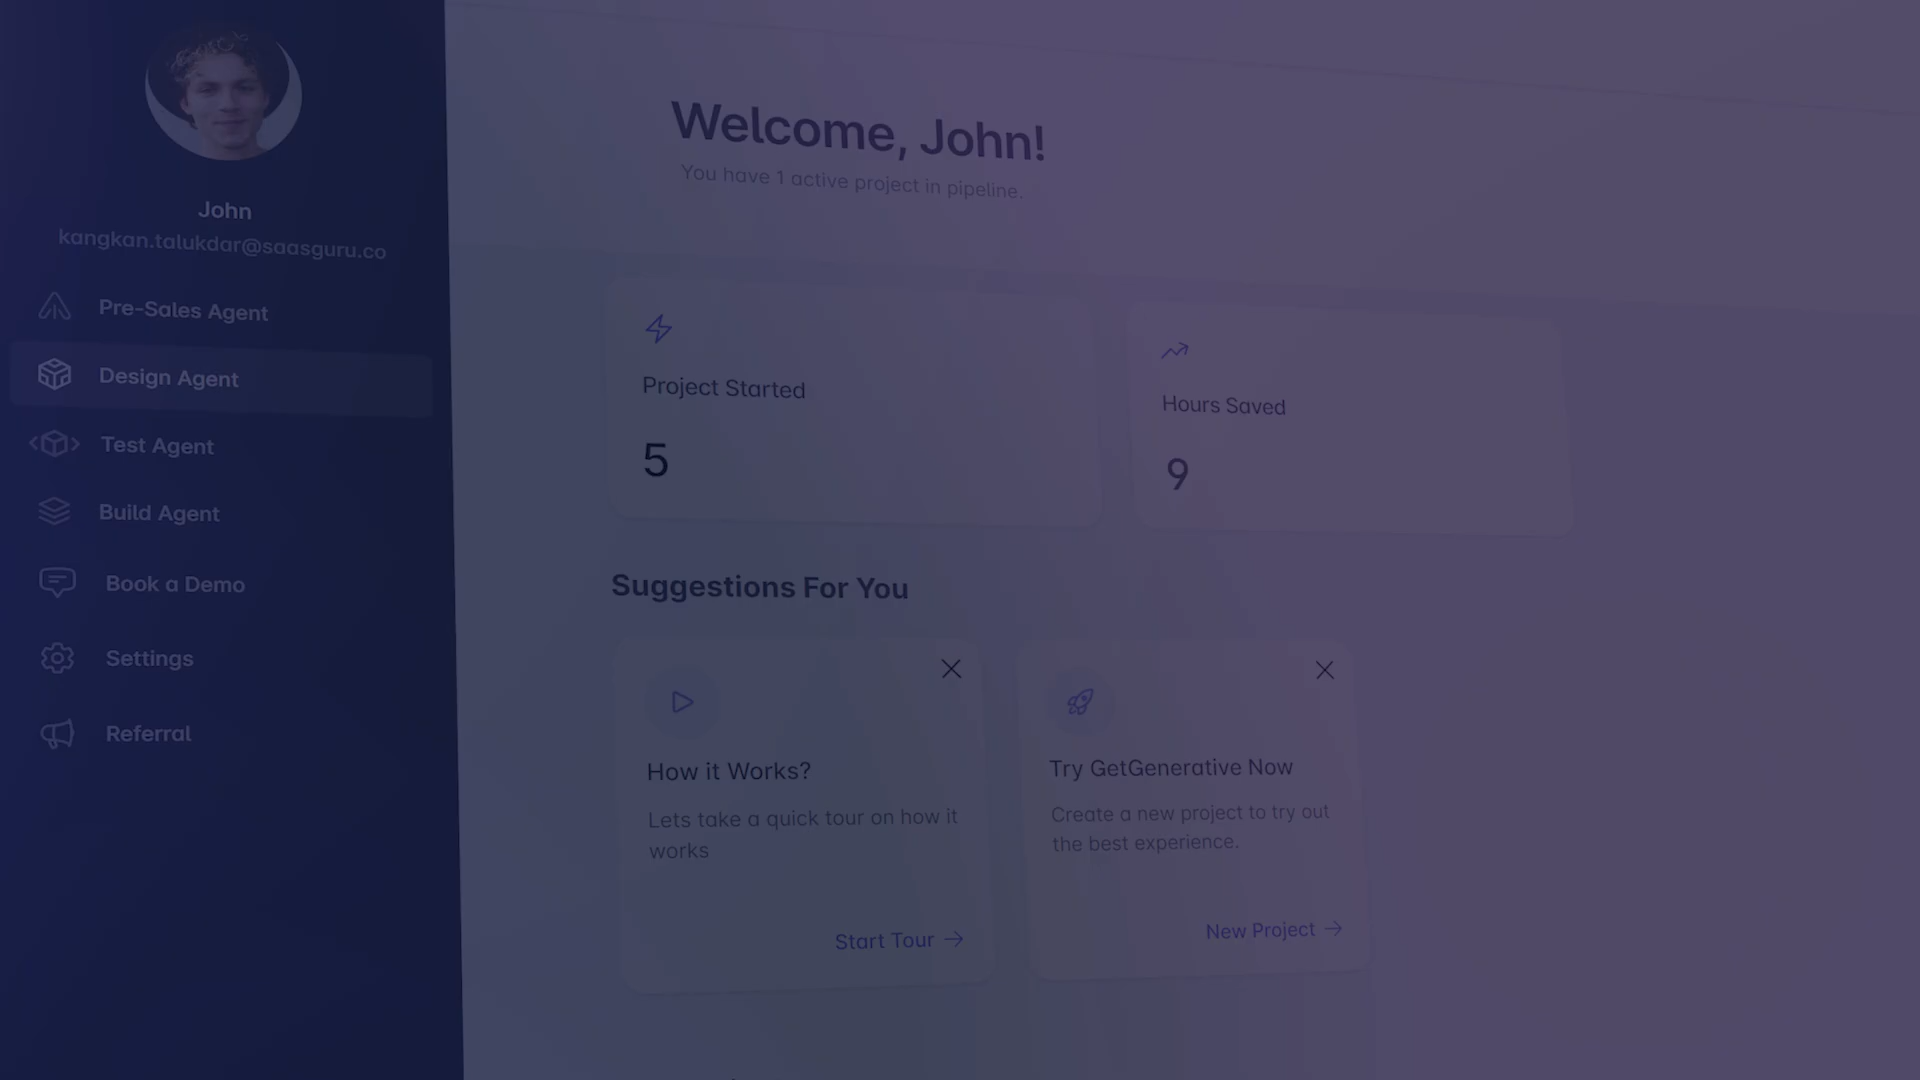 John
kangkan.talukdar@saasguru.co
Pre-Sales Agent
Design Agent
Test Agent
Build Agent
Book a Demo
Settings
Referral
Welcome, John!
You have 1 active project in pipeline.
Project Started
5
Hours Saved
9
Suggestions For You
How it Works?
Lets take a quick tour on how it
works
Start Tour
Try GetGenerative Now
Create a new project to try out
the best experience.
New Project